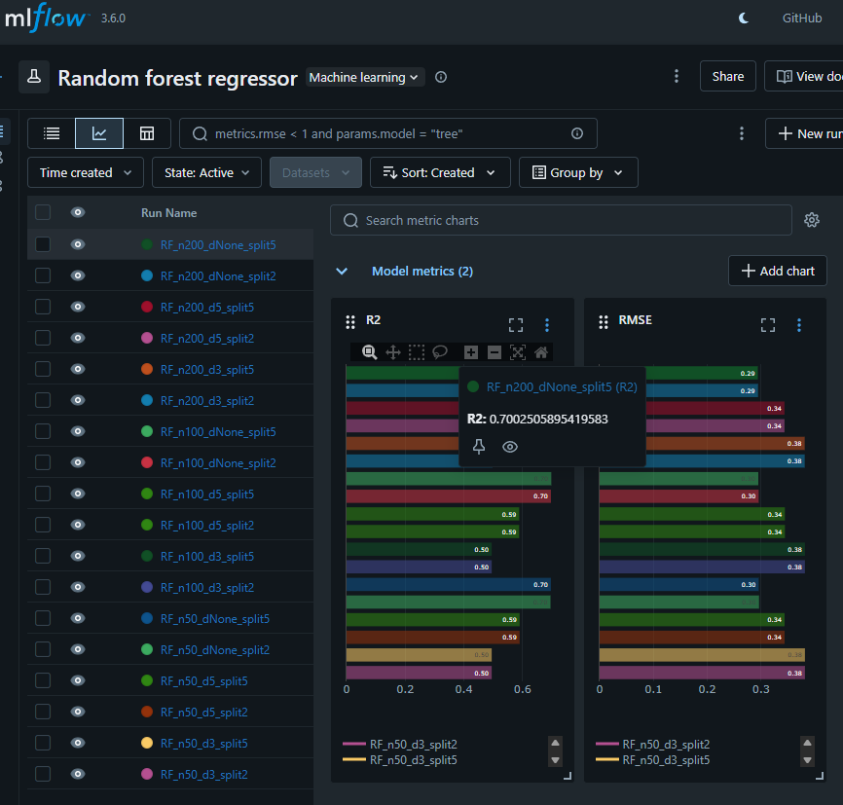 mlflow 3.6.0 GitHub
Random forest regressor Machine learning Share View doc
metrics.rmse < 1 and params.model = "tree" New run
Time created State: Active Datasets Sort: Created Group by
Run Name
Search metric charts
RF_n200_dNone_split5
RF_n200_dNone_split2
RF_n200_d5_split5
RF_n200_d5_split2
RF_n200_d3_split5
RF_n200_d3_split2
RF_n100_dNone_split5
RF_n100_dNone_split2
RF_n100_d5_split5
RF_n100_d5_split2
RF_n100_d3_split5
RF_n100_d3_split2
RF_n50_dNone_split5
RF_n50_dNone_split2
RF_n50_d5_split5
RF_n50_d5_split2
RF_n50_d3_split5
RF_n50_d3_split2
Model metrics (2) Add chart
R2
RF_n200_dNone_split5 (R2)
R2: 0.7002505895419583
0.70
0.59
0.59
0.50
0.50
0.70
0.59
0.59
0.50
0.50
0 0.2 0.4 0.6
RF_n50_d3_split2
RF_n50_d3_split5
RMSE
0.29
0.29
0.34
0.34
0.38
0.38
0.30
0.34
0.34
0.38
0.38
0.30
0.34
0.34
0.38
0.38
0 0.1 0.2 0.3
RF_n50_d3_split2
RF_n50_d3_split5